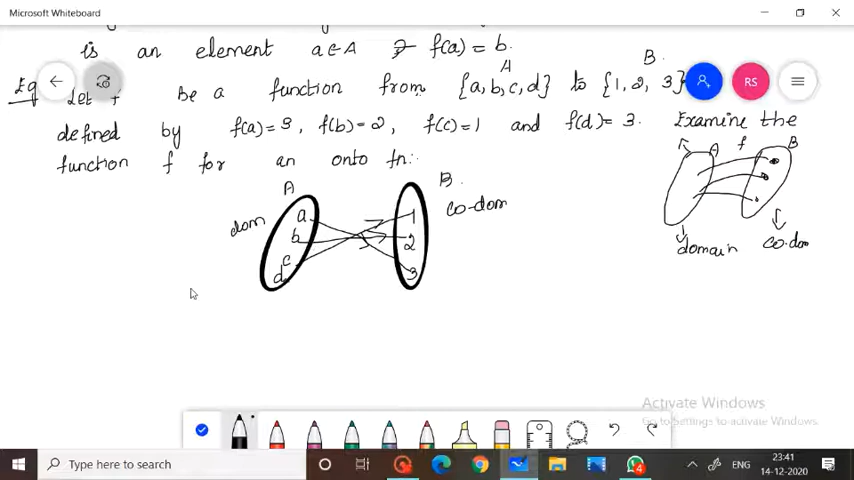 Microsoft Whiteboard
is an element a∈A ∋ f(a) = b.
Eg Let f Be a function from {a,b,c,d} to {1, 2, 3}
A
B.
defined by f(a)=3, f(b)=2, f(c)=1 and f(d)=3. Examine the
function f for an onto fn:
A
B.
dom
co-dom
a
b
c
d
1
2
3
A
f
B
domain
co-dom
RS
Activate Windows
Go to Settings to activate Windows.
Type here to search
4
ENG
23:41
14-12-2020